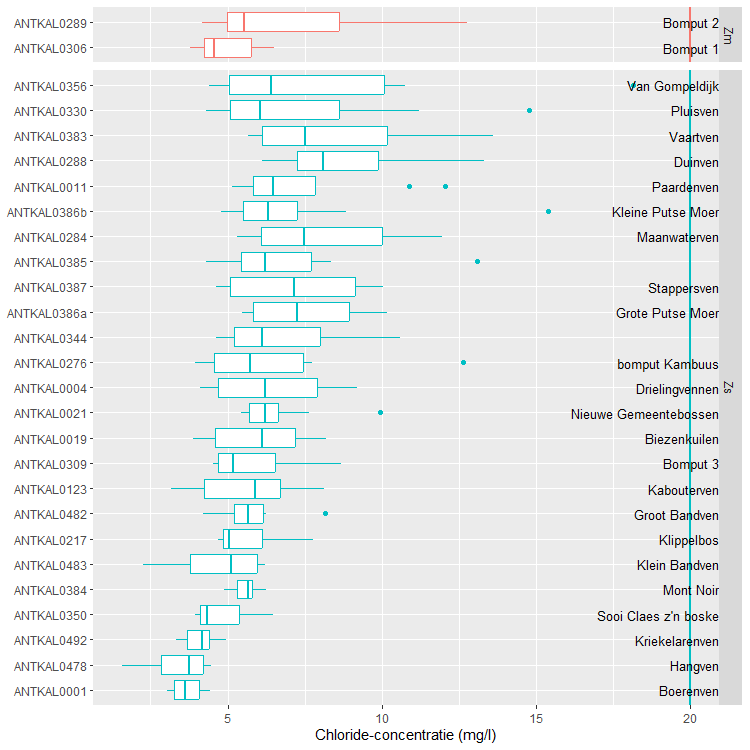 ANTKAL0289 Bomput 2
ANTKAL0306 Bomput 1
Zm
ANTKAL0356 Van Gompeldijk
ANTKAL0330 Pluisven
ANTKAL0383 Vaartven
ANTKAL0288 Duinven
ANTKAL0011 Paardenven
ANTKAL0386b Kleine Putse Moer
ANTKAL0284 Maanwaterven
ANTKAL0385
ANTKAL0387 Stappersven
ANTKAL0386a Grote Putse Moer
ANTKAL0344
ANTKAL0276 bomput Kambuus
ANTKAL0004 Drielingvennen
ANTKAL0021 Nieuwe Gemeentebossen
ANTKAL0019 Biezenkuilen
ANTKAL0309 Bomput 3
ANTKAL0123 Kabouterven
ANTKAL0482 Groot Bandven
ANTKAL0217 Klippelbos
ANTKAL0483 Klein Bandven
ANTKAL0384 Mont Noir
ANTKAL0350 Sooi Claes z'n boske
ANTKAL0492 Kriekelarenven
ANTKAL0478 Hangven
ANTKAL0001 Boerenven
Zs
5 10 15 20
Chloride-concentratie (mg/l)